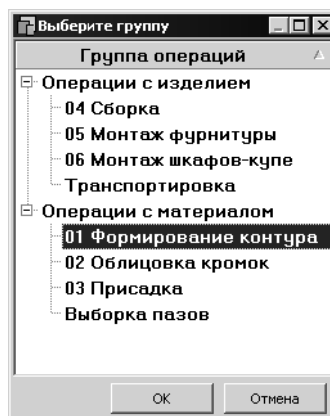 Выберите группу
Группа операций
Операции с изделием
04 Сборка
05 Монтаж фурнитуры
06 Монтаж шкафов-купе
Транспортировка
Операции с материалом
01 Формирование контура
02 Облицовка кромок
03 Присадка
Выборка пазов
OK Отмена